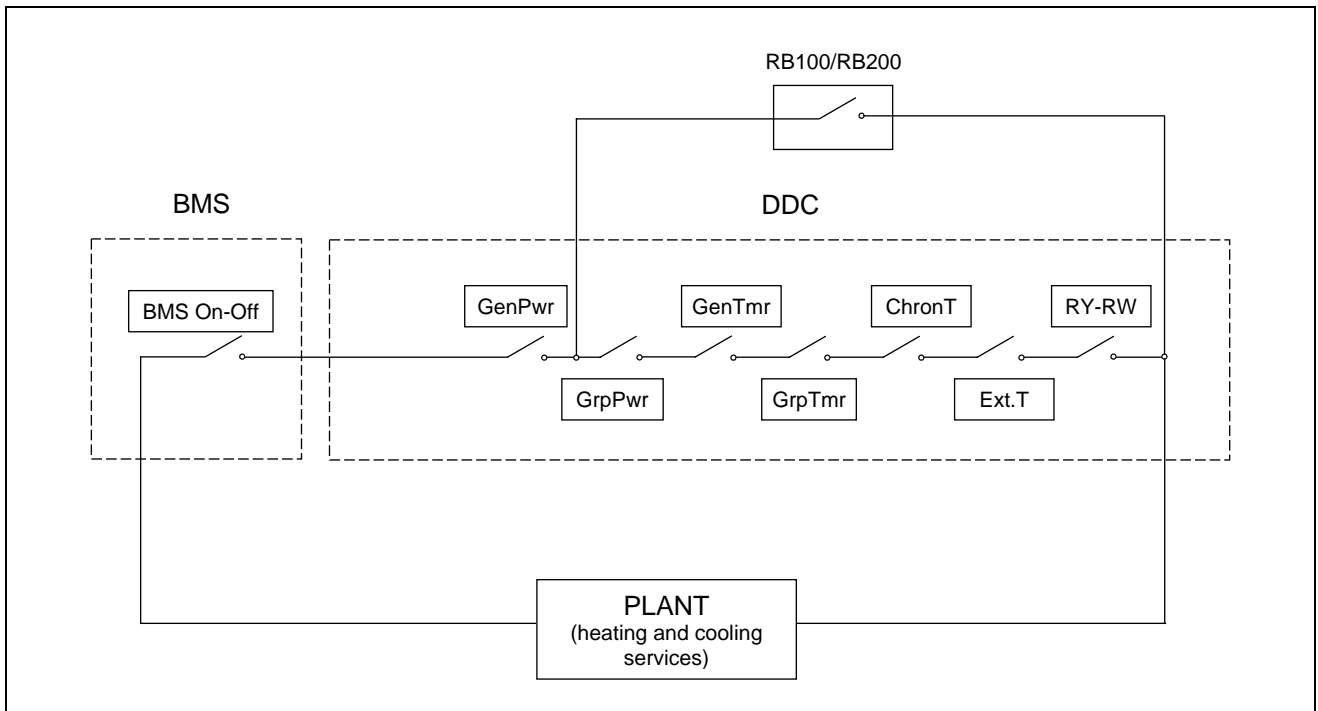 RB100/RB200
BMS
DDC
BMS On-Off
GenPwr
GenTmr
ChronT
RY-RW
GrpPwr
GrpTmr
Ext.T
PLANT
(heating and cooling
services)